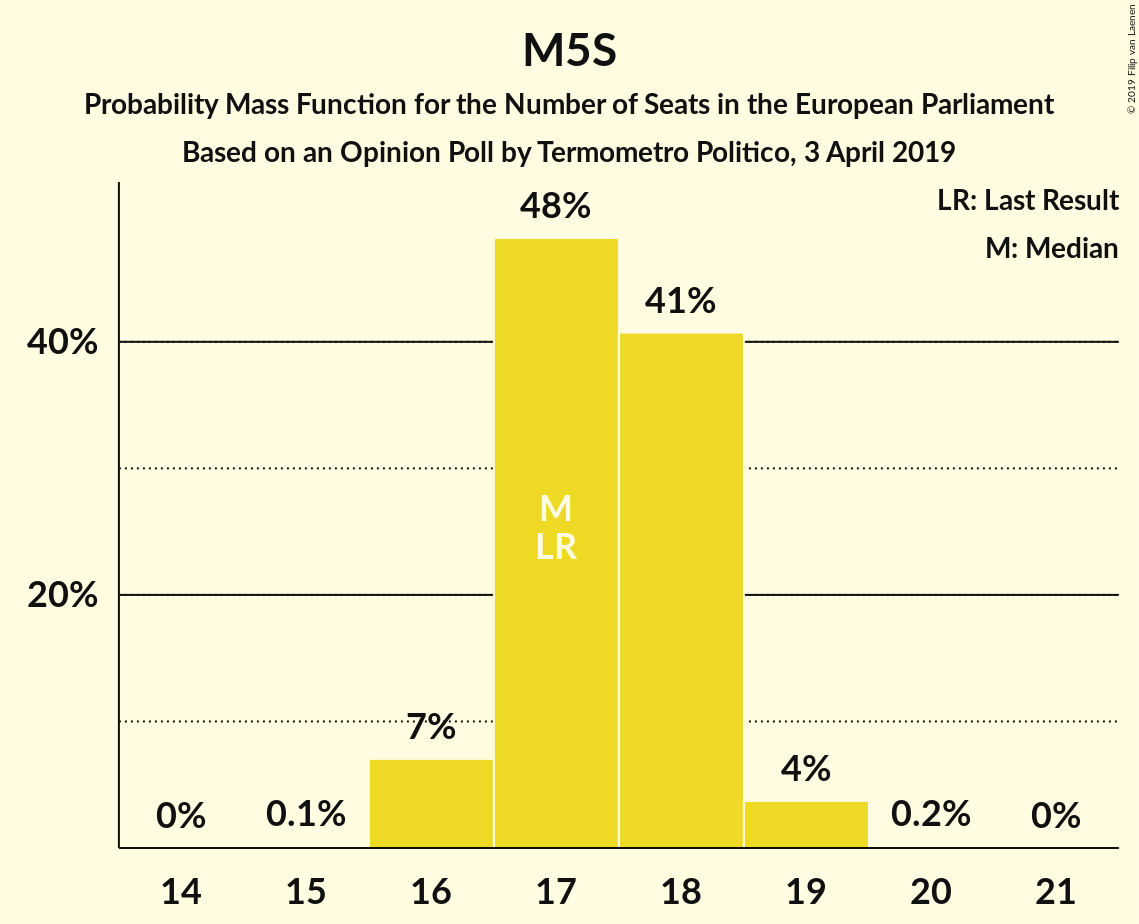 M5S
Probability Mass Function for the Number of Seats in the European Parliament
Based on an Opinion Poll by Termometro Politico, 3 April 2019
© 2019 Filip van Laenen
LR: Last Result
M: Median
48%
41%
40%
M
LR
20%
7%
4%
0%
0.1%
0.2%
0%
14
15
16
17
18
19
20
21